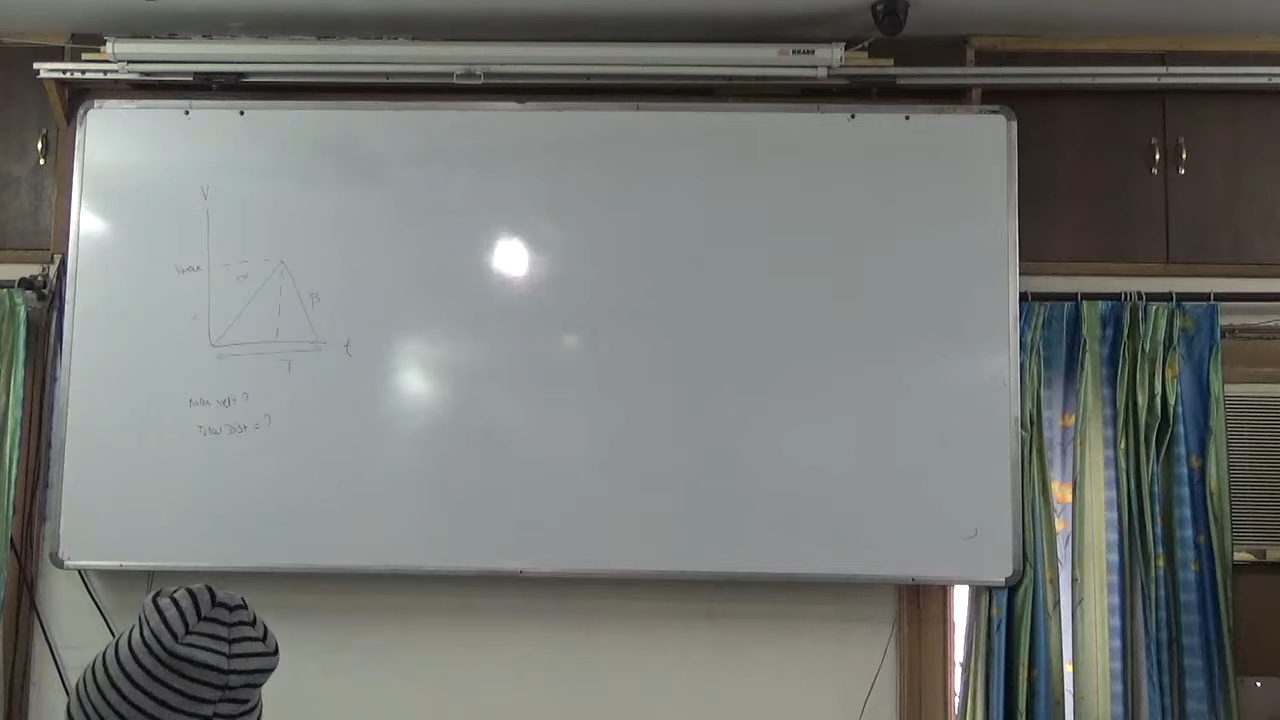 V
Vmax
α
β
t
T
Max vel = ?
Total Dist = ?